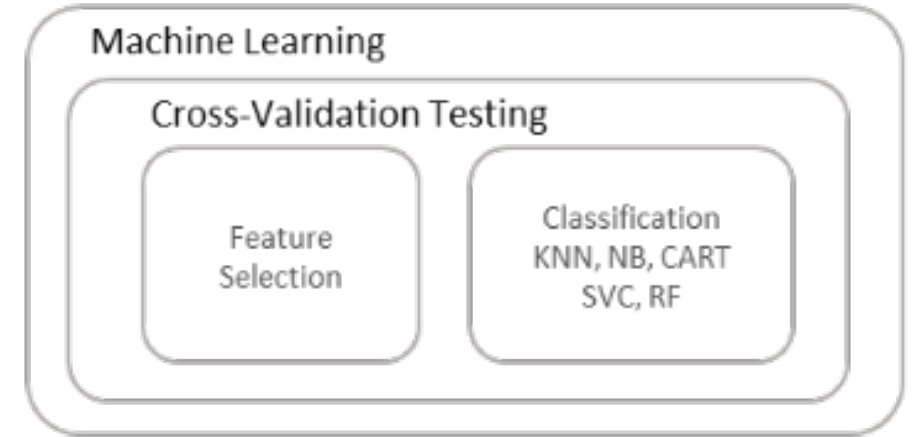 Machine Learning
Cross-Validation Testing
Feature
Selection
Classification
KNN, NB, CART
SVC, RF